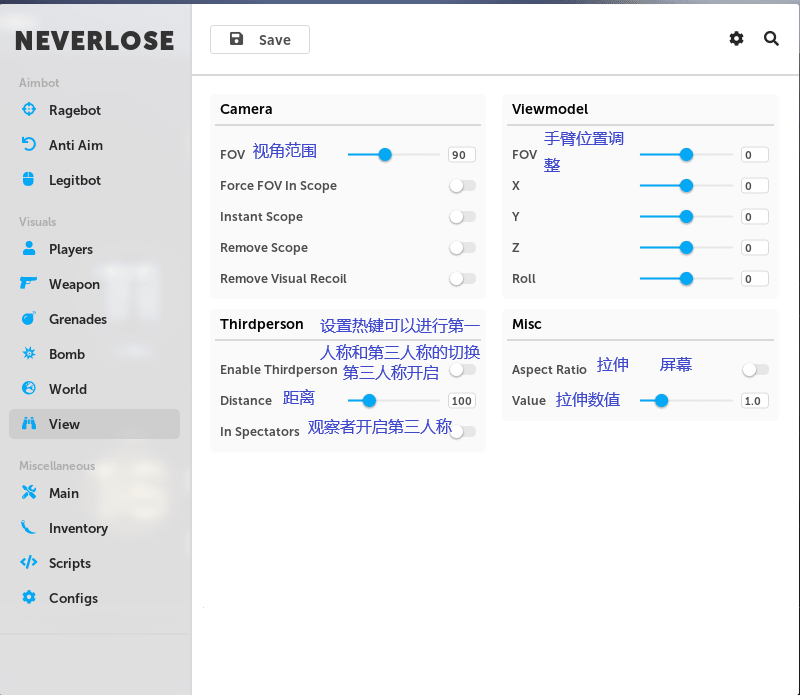 NEVERLOSE
Save
Aimbot
Ragebot
Anti Aim
Legitbot
Visuals
Players
Weapon
Grenades
Bomb
World
View
Miscellaneous
Main
Inventory
Scripts
Configs
Camera
FOV 视角范围 90
Force FOV In Scope
Instant Scope
Remove Scope
Remove Visual Recoil
Viewmodel
手臂位置调
FOV 整 0
X 0
Y 0
Z 0
Roll 0
Thirdperson 设置热键可以进行第一
人称和第三人称的切换
Enable Thirdperson 第三人称开启
Distance 距离 100
In Spectators 观察者开启第三人称
Misc
Aspect Ratio 拉伸 屏幕
Value 拉伸数值 1.0